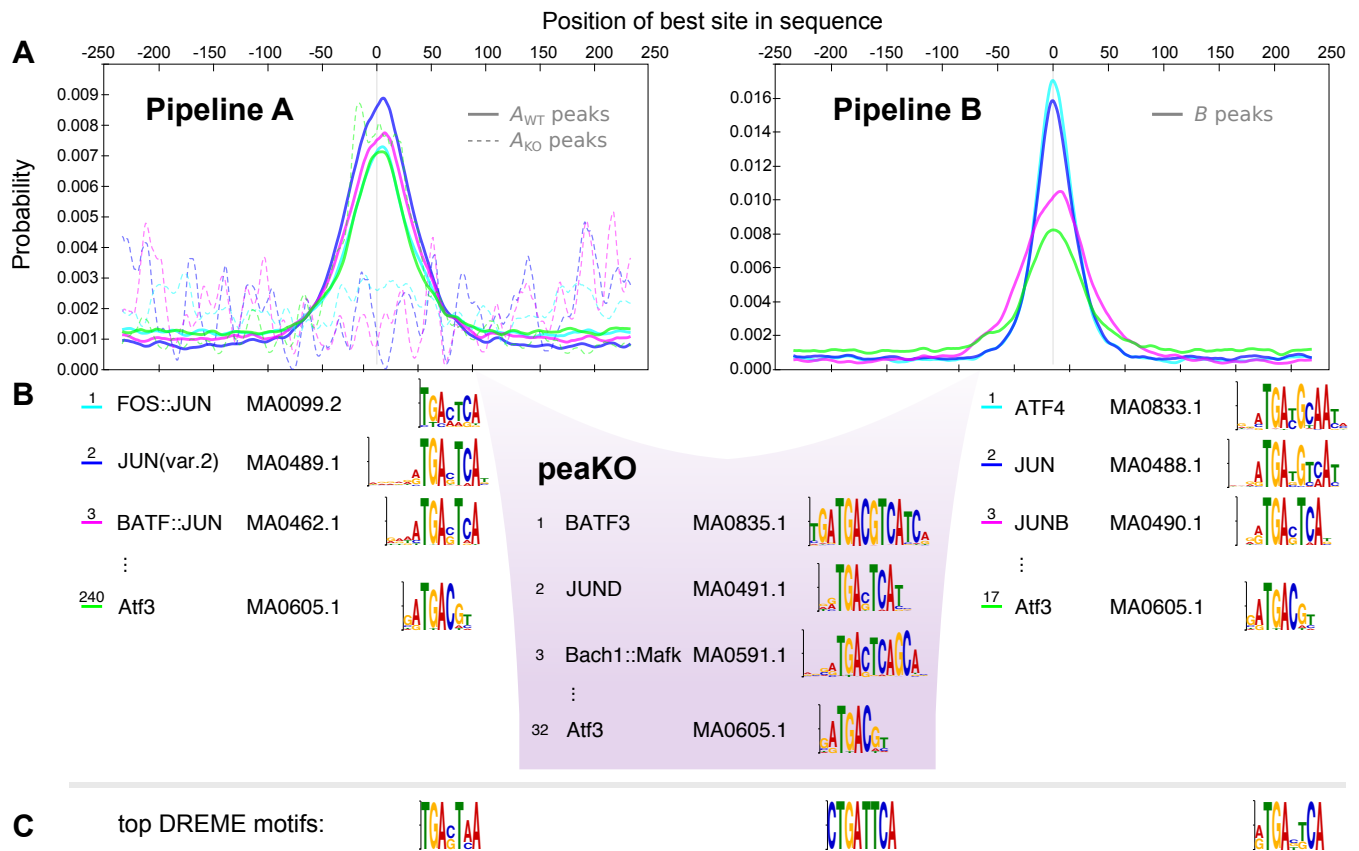 Position of best site in sequence
A
-250 -200 -150 -100 -50 0 50 100 150 200 250
-250 -200 -150 -100 -50 0 50 100 150 200 250
Probability
Pipeline A
AWT peaks
AKO peaks
0.009
0.009
0.007
0.006
0.004
0.003
0.002
0.001
0.000
Pipeline B
B peaks
0.016
0.014
0.012
0.010
0.008
0.006
0.004
0.002
0.000
B
1 FOS::JUN MA0099.2
2 JUN(var.2) MA0489.1
3 BATF::JUN MA0462.1
⋮
240 Atf3 MA0605.1
peaKO
1 BATF3 MA0835.1
2 JUND MA0491.1
3 Bach1::Mafk MA0591.1
⋮
32 Atf3 MA0605.1
1 ATF4 MA0833.1
2 JUN MA0488.1
3 JUNB MA0490.1
⋮
17 Atf3 MA0605.1
C
top DREME motifs:
CTGATTCA